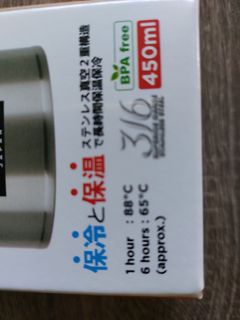 BPA free
450ml
ステンレス真空2重構造
で長時間保温保冷
316
保冷と保温
1 hour : 88°C
6 hours : 65°C
(approx.)